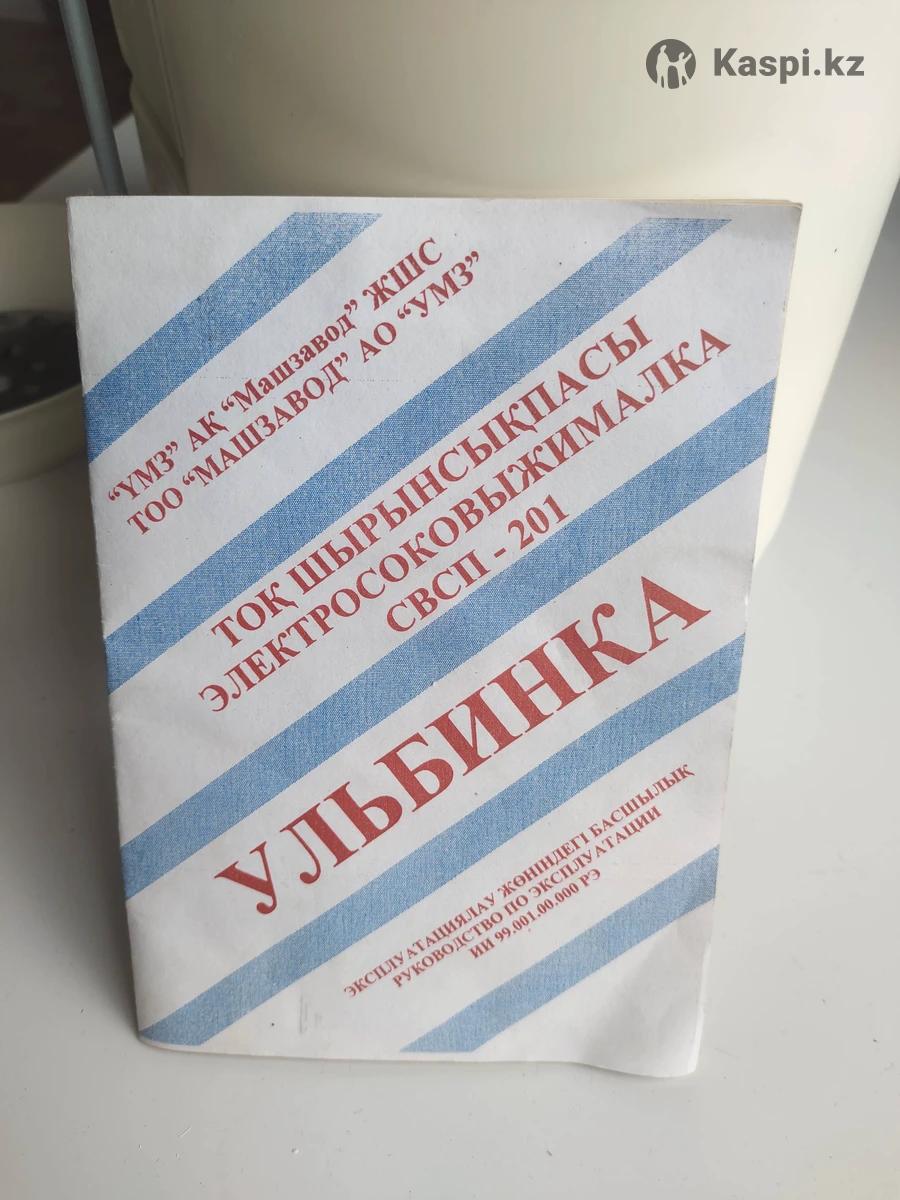 Kaspi.kz
“ҮМЗ” АҚ “Машзавод” ЖШС
ТОО “МАШЗАВОД” АО “УМЗ”
ТОҚ ШЫРЫНСЫҚПАСЫ
ЭЛЕКТРОСОКОВЫЖИМАЛКА
СВСП - 201
УЛЬБИНКА
ЭКСПЛУАТАЦИЯЛАУ ЖӨНІНДЕГІ БАСШЫЛЫҚ
РУКОВОДСТВО ПО ЭКСПЛУАТАЦИИ
ИИ 99.001.00.000 РЭ